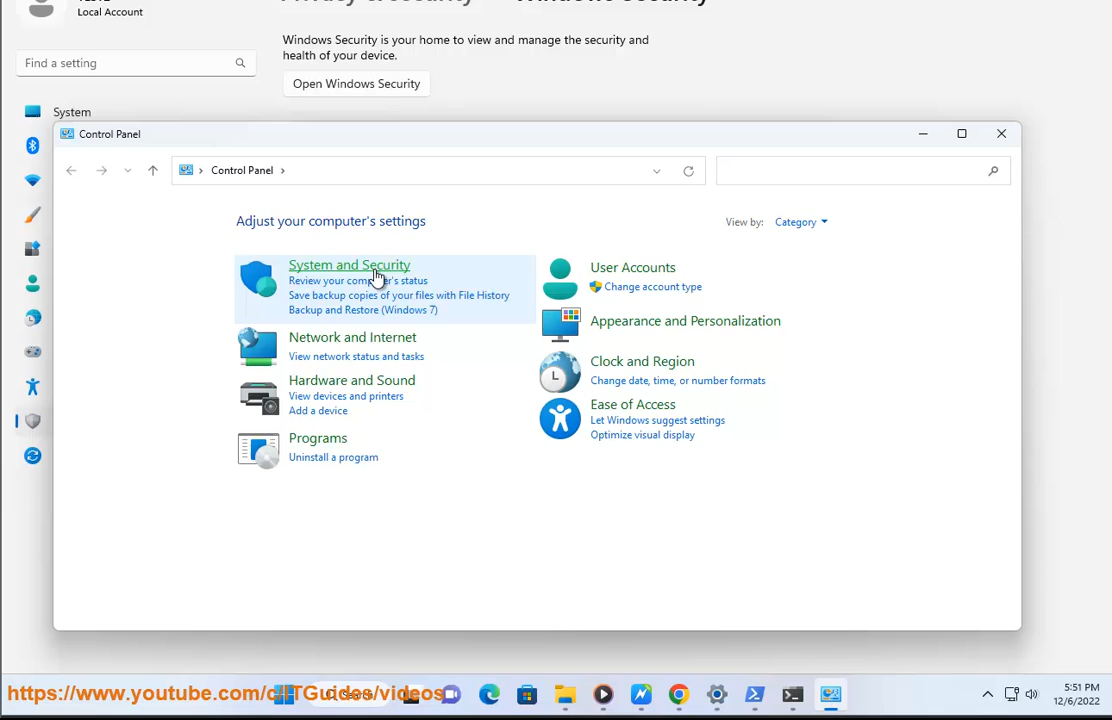 Local Account
Windows Security is your home to view and manage the security and
health of your device.
Find a setting
Open Windows Security
System
Control Panel
Control Panel
Adjust your computer's settings
View by: Category
System and Security
Review your computer's status
Save backup copies of your files with File History
Backup and Restore (Windows 7)
Network and Internet
View network status and tasks
Hardware and Sound
View devices and printers
Add a device
Programs
Uninstall a program
User Accounts
Change account type
Appearance and Personalization
Clock and Region
Change date, time, or number formats
Ease of Access
Let Windows suggest settings
Optimize visual display
https://www.youtube.com/c/ITGuides/videos
5:51 PM
12/6/2022